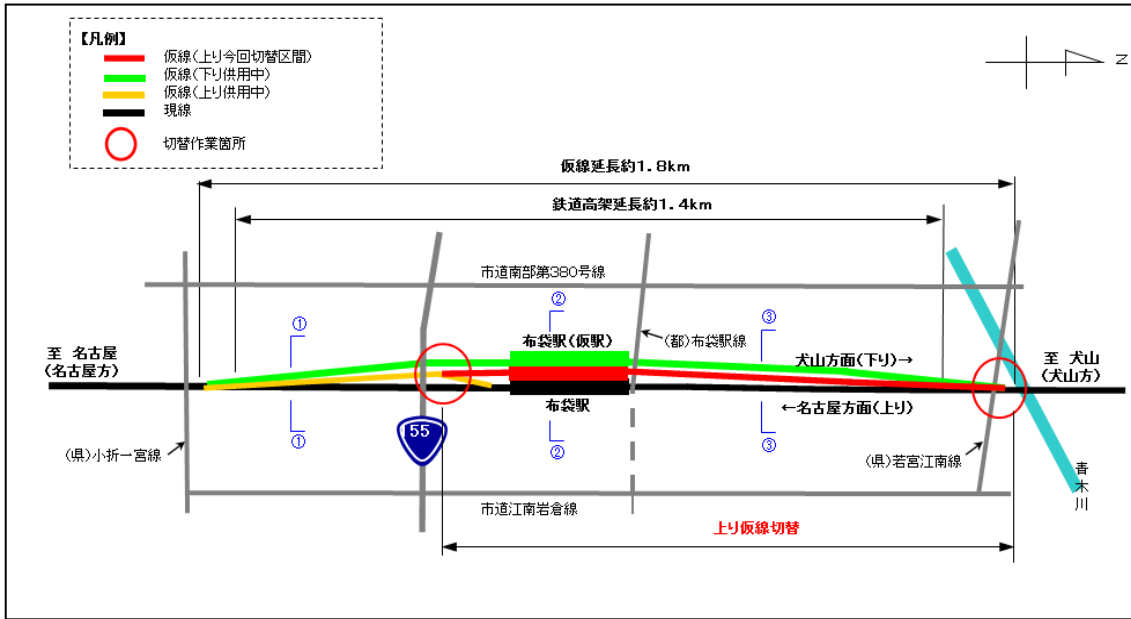 【凡例】
仮線(上り今回切替区間)
仮線(下り供用中)
仮線(上り供用中)
現線
切替作業箇所
N
仮線延長約1.8km
鉄道高架延長約1.4km
市道南部第380号線
①
②
③
布袋駅(仮駅)
(都)布袋駅線
至 名古屋
(名古屋方)
犬山方面(下り)→
至 犬山
(犬山方)
布袋駅
←名古屋方面(上り)
55
①
②
③
(県)小折一宮線
(県)若宮江南線
青木川
市道江南岩倉線
上り仮線切替